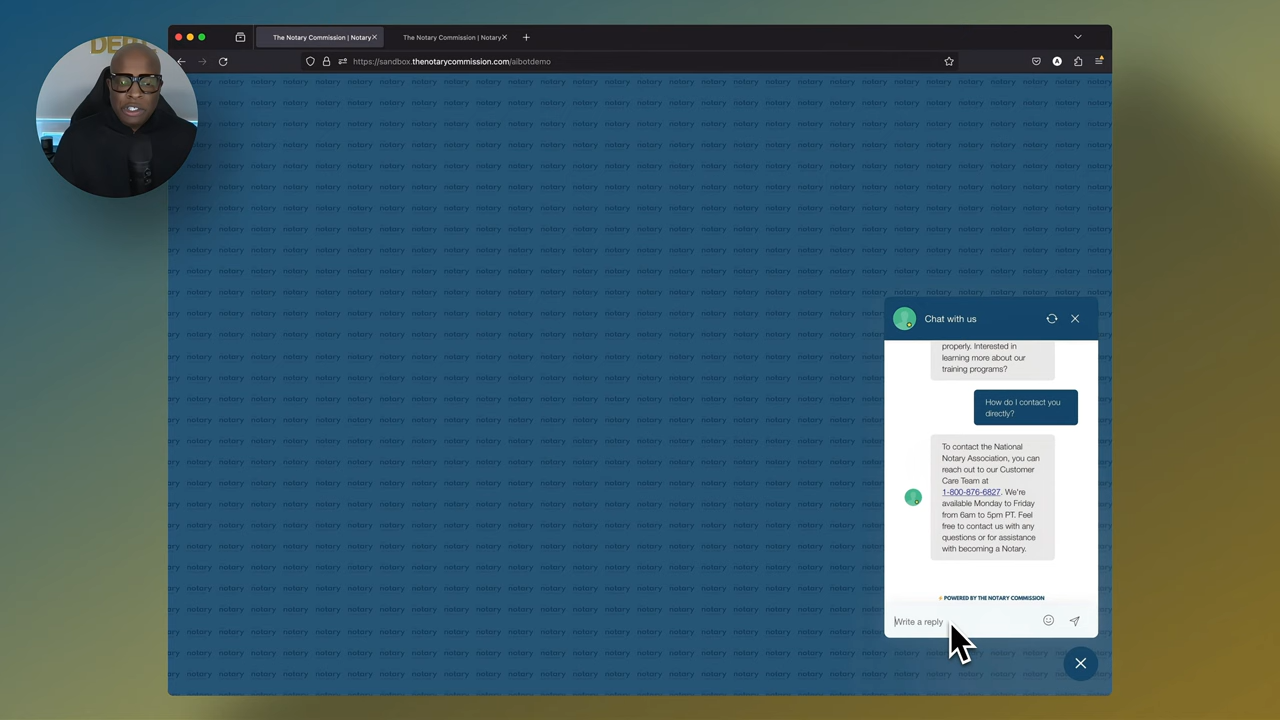 DEBT
The Notary Commission | Notary
The Notary Commission | Notary
https://sandbox.thenotarycommission.com/aibotdemo
Chat with us
properly. Interested in
learning more about our
training programs?
How do I contact you
directly?
To contact the National
Notary Association, you can
reach out to our Customer
Care Team at
1-800-876-6827. We're
available Monday to Friday
from 6am to 5pm PT. Feel
free to contact us with any
questions or for assistance
with becoming a Notary.
POWERED BY THE NOTARY COMMISSION
Write a reply
notary